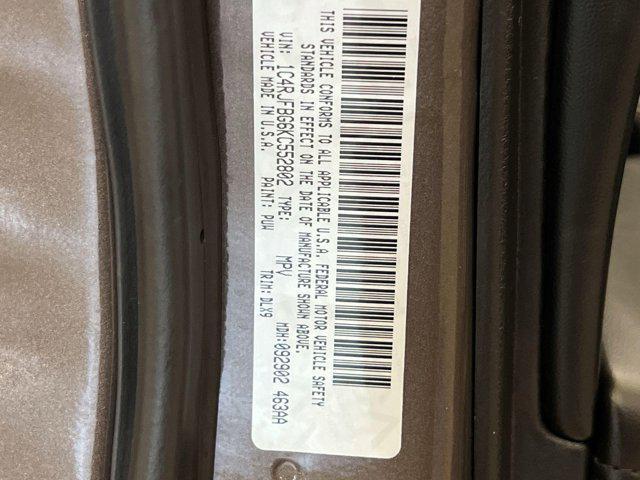 THIS VEHICLE CONFORMS TO ALL APPLICABLE U.S.A. FEDERAL MOTOR VEHICLE SAFETY
STANDARDS IN EFFECT ON THE DATE OF MANUFACTURE SHOWN ABOVE.
VIN: 1C4RJFBG6KC552802 TYPE: MPV MDH:092902 463AA
VEHICLE MADE IN U.S.A. PAINT: PUW TRIM: DLX9